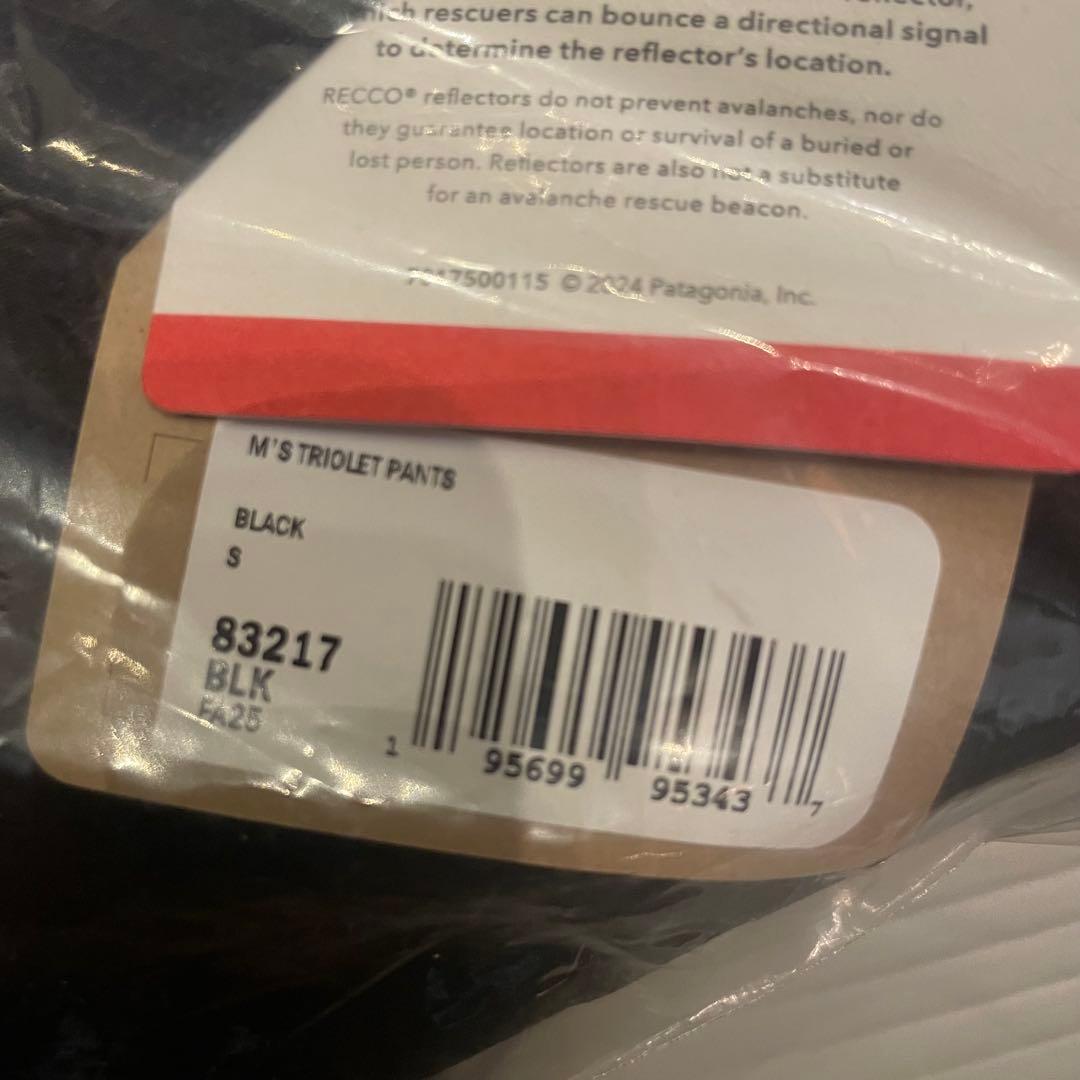 rescuers can bounce a directional signal
to determine the reflector's location.
RECCO® reflectors do not prevent avalanches, nor do
they guarantee location or survival of a buried or
lost person. Reflectors are also not a substitute
for an avalanche rescue beacon.
7500115 © 2024 Patagonia, Inc.
M'S TRIOLET PANTS
BLACK
S
83217
BLK
FA25
1 95699 95343 7